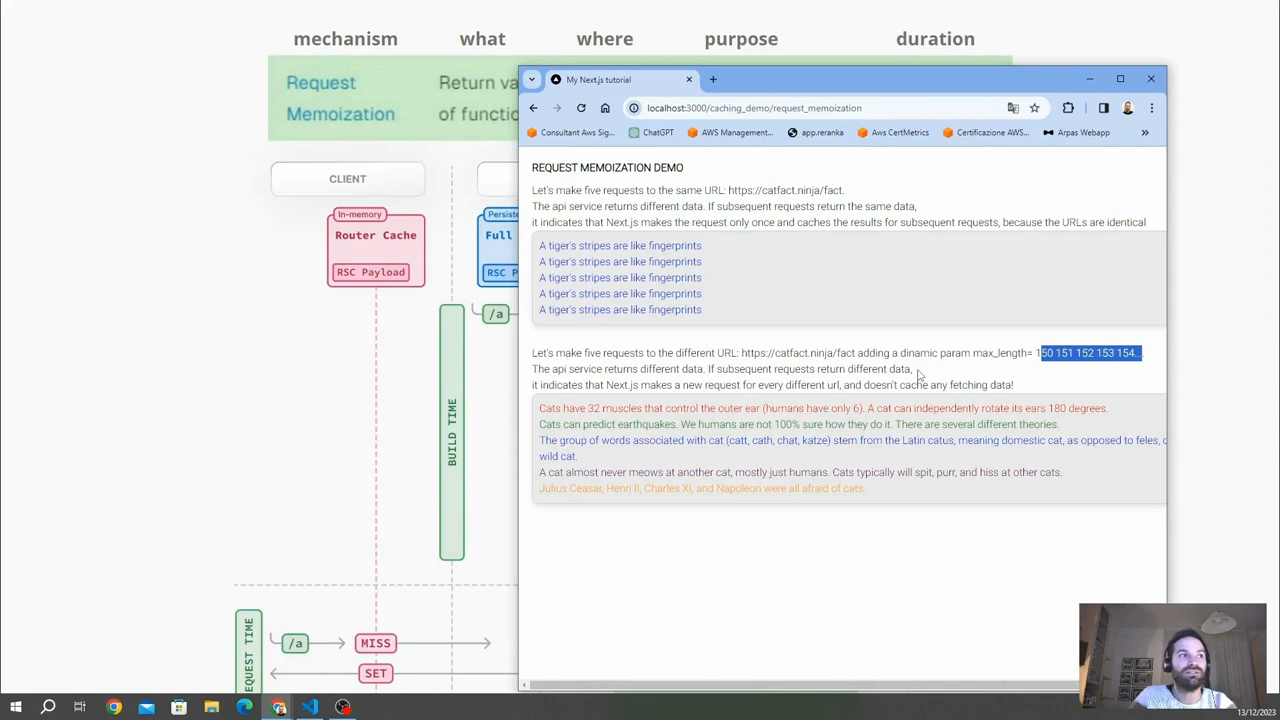 mechanism what where purpose duration
Request Memoization
Return va
of functio
CLIENT
In-memory
Router Cache
RSC Payload
Persiste
Full
RSC P
/a
BUILD TIME
/a
MISS
SET
EQUEST TIME
My Next.js tutorial
localhost:3000/caching_demo/request_memoization
Consultant Aws Sig... ChatGPT AWS Management... app.reranka Aws CertMetrics Certificazione AWS... Arpas Webapp »
REQUEST MEMOIZATION DEMO
Let's make five requests to the same URL: https://catfact.ninja/fact.
The api service returns different data. If subsequent requests return the same data,
it indicates that Next.js makes the request only once and caches the results for subsequent requests, because the URLs are identical
A tiger's stripes are like fingerprints
A tiger's stripes are like fingerprints
A tiger's stripes are like fingerprints
A tiger's stripes are like fingerprints
A tiger's stripes are like fingerprints
Let's make five requests to the different URL: https://catfact.ninja/fact adding a dinamic param max_length= 150 151 152 153 154...
The api service returns different data. If subsequent requests return different data,
it indicates that Next.js makes a new request for every different url, and doesn't cache any fetching data!
Cats have 32 muscles that control the outer ear (humans have only 6). A cat can independently rotate its ears 180 degrees.
Cats can predict earthquakes. We humans are not 100% sure how they do it. There are several different theories.
The group of words associated with cat (catt, cath, chat, katze) stem from the Latin catus, meaning domestic cat, as opposed to feles, o
wild cat.
A cat almost never meows at another cat, mostly just humans. Cats typically will spit, purr, and hiss at other cats.
Julius Ceasar, Henri II, Charles XI, and Napoleon were all afraid of cats.
13/12/2023